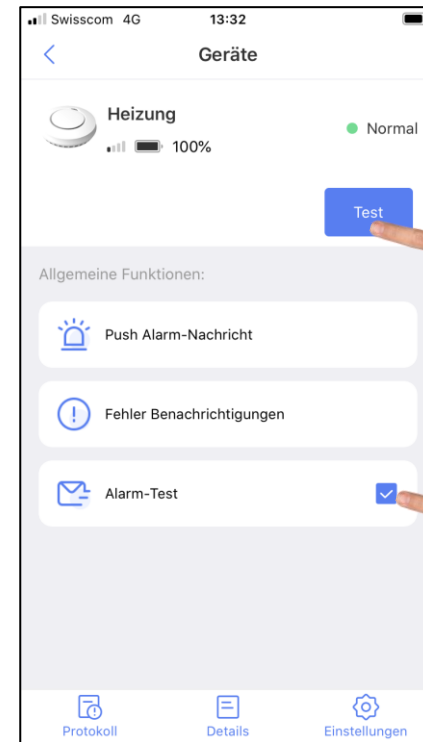 Swisscom 4G 13:32
Geräte
Heizung
100%
Normal
Test
Allgemeine Funktionen:
Push Alarm-Nachricht
Fehler Benachrichtigungen
Alarm-Test
Protokoll Details Einstellungen